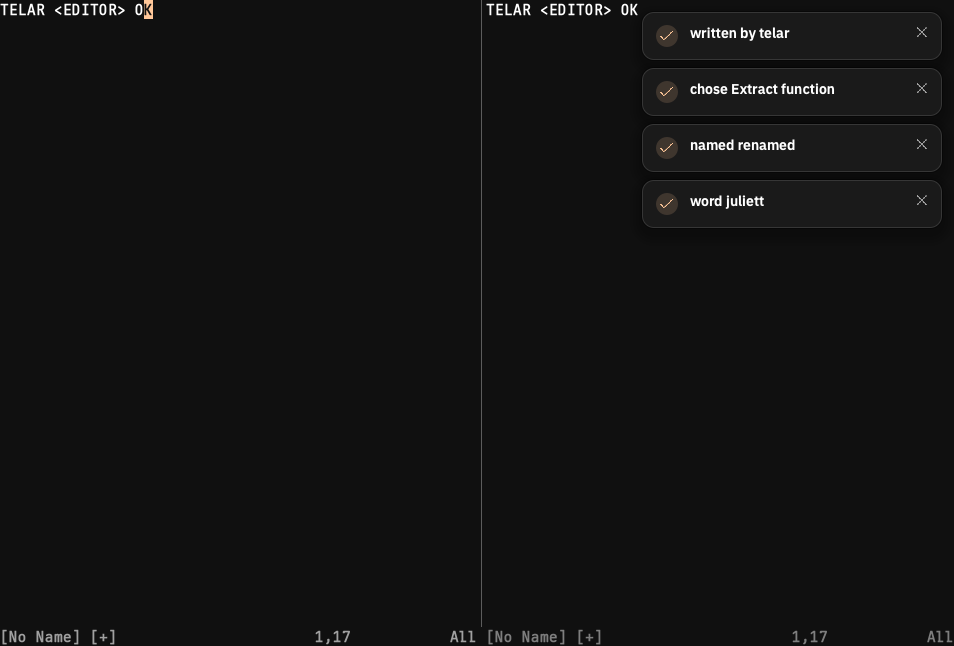 TELAR <EDITOR> OK
TELAR <EDITOR> OK
written by telar
chose Extract function
named renamed
word juliett
[No Name] [+] 1,17 All
[No Name] [+] 1,17 All